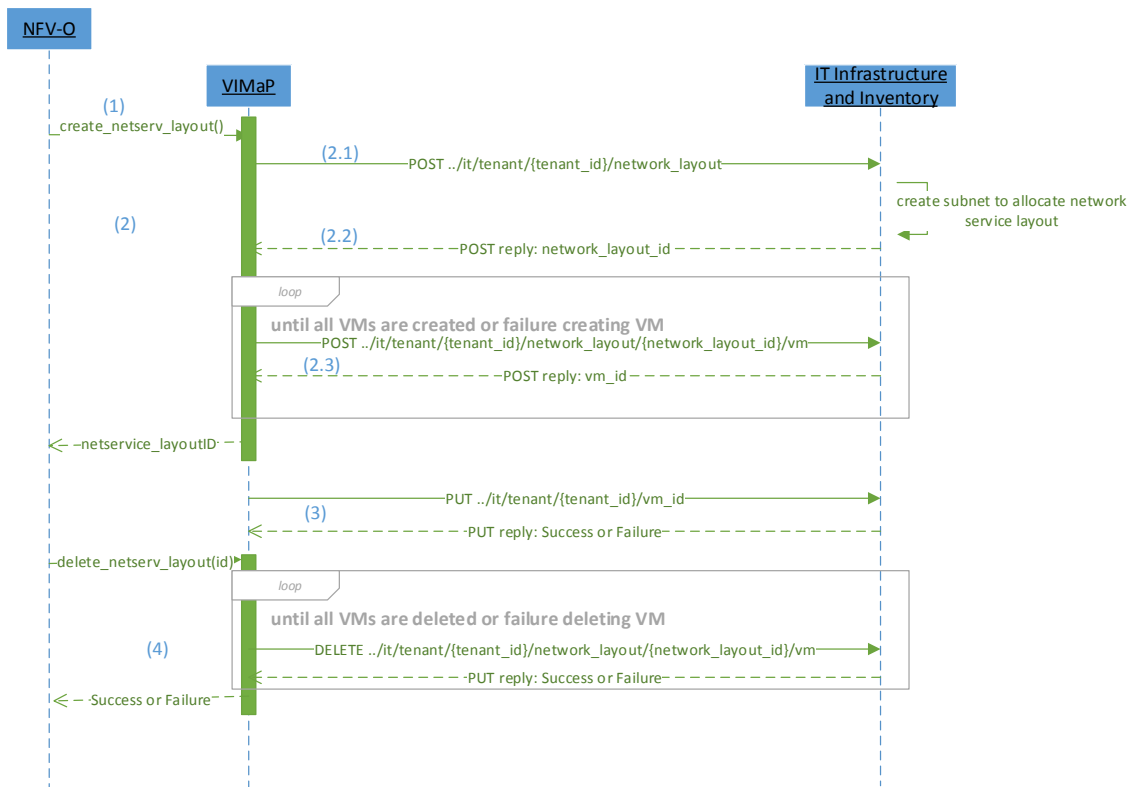 NFV-O
VIMaP
IT Infrastructure
and Inventory
(1)
create_netserv_layout()
(2.1)
POST ../it/tenant/{tenant_id}/network_layout
create subnet to allocate network
service layout
(2)
(2.2)
POST reply: network_layout_id
loop
until all VMs are created or failure creating VM
POST ../it/tenant/{tenant_id}/network_layout/{network_layout_id}/vm
(2.3)
POST reply: vm_id
netservice_layoutID
PUT ../it/tenant/{tenant_id}/vm_id
(3)
PUT reply: Success or Failure
delete_netserv_layout(id)
loop
until all VMs are deleted or failure deleting VM
(4)
DELETE ../it/tenant/{tenant_id}/network_layout/{network_layout_id}/vm
PUT reply: Success or Failure
Success or Failure